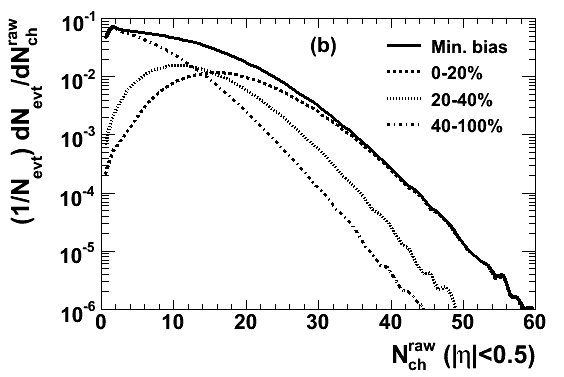 (b)
Min. bias
0-20%
20-40%
40-100%
(1/N_evt) dN_evt/dN_ch^raw
10^-1
10^-2
10^-3
10^-4
10^-5
10^-6
0 10 20 30 40 50 60
N_ch^raw (|η|<0.5)